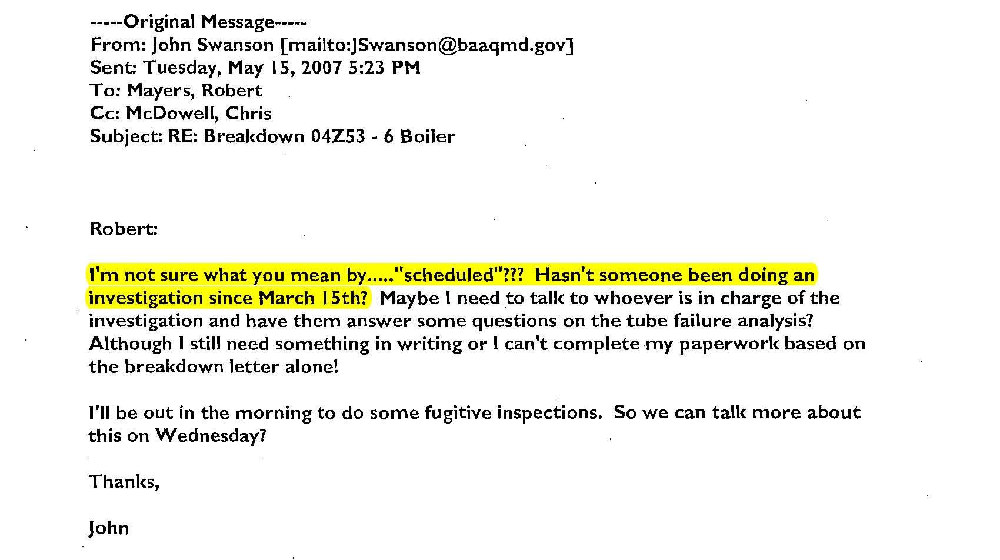 -----Original Message-----
From: John Swanson [mailto:JSwanson@baaqmd.gov]
Sent: Tuesday, May 15, 2007 5:23 PM
To: Mayers, Robert
Cc: McDowell, Chris
Subject: RE: Breakdown 04Z53 - 6 Boiler
Robert:
I'm not sure what you mean by....."scheduled"??? Hasn't someone been doing an
investigation since March 15th? Maybe I need to talk to whoever is in charge of the
investigation and have them answer some questions on the tube failure analysis?
Although I still need something in writing or I can't complete my paperwork based on
the breakdown letter alone!
I'll be out in the morning to do some fugitive inspections. So we can talk more about
this on Wednesday?
Thanks,
John